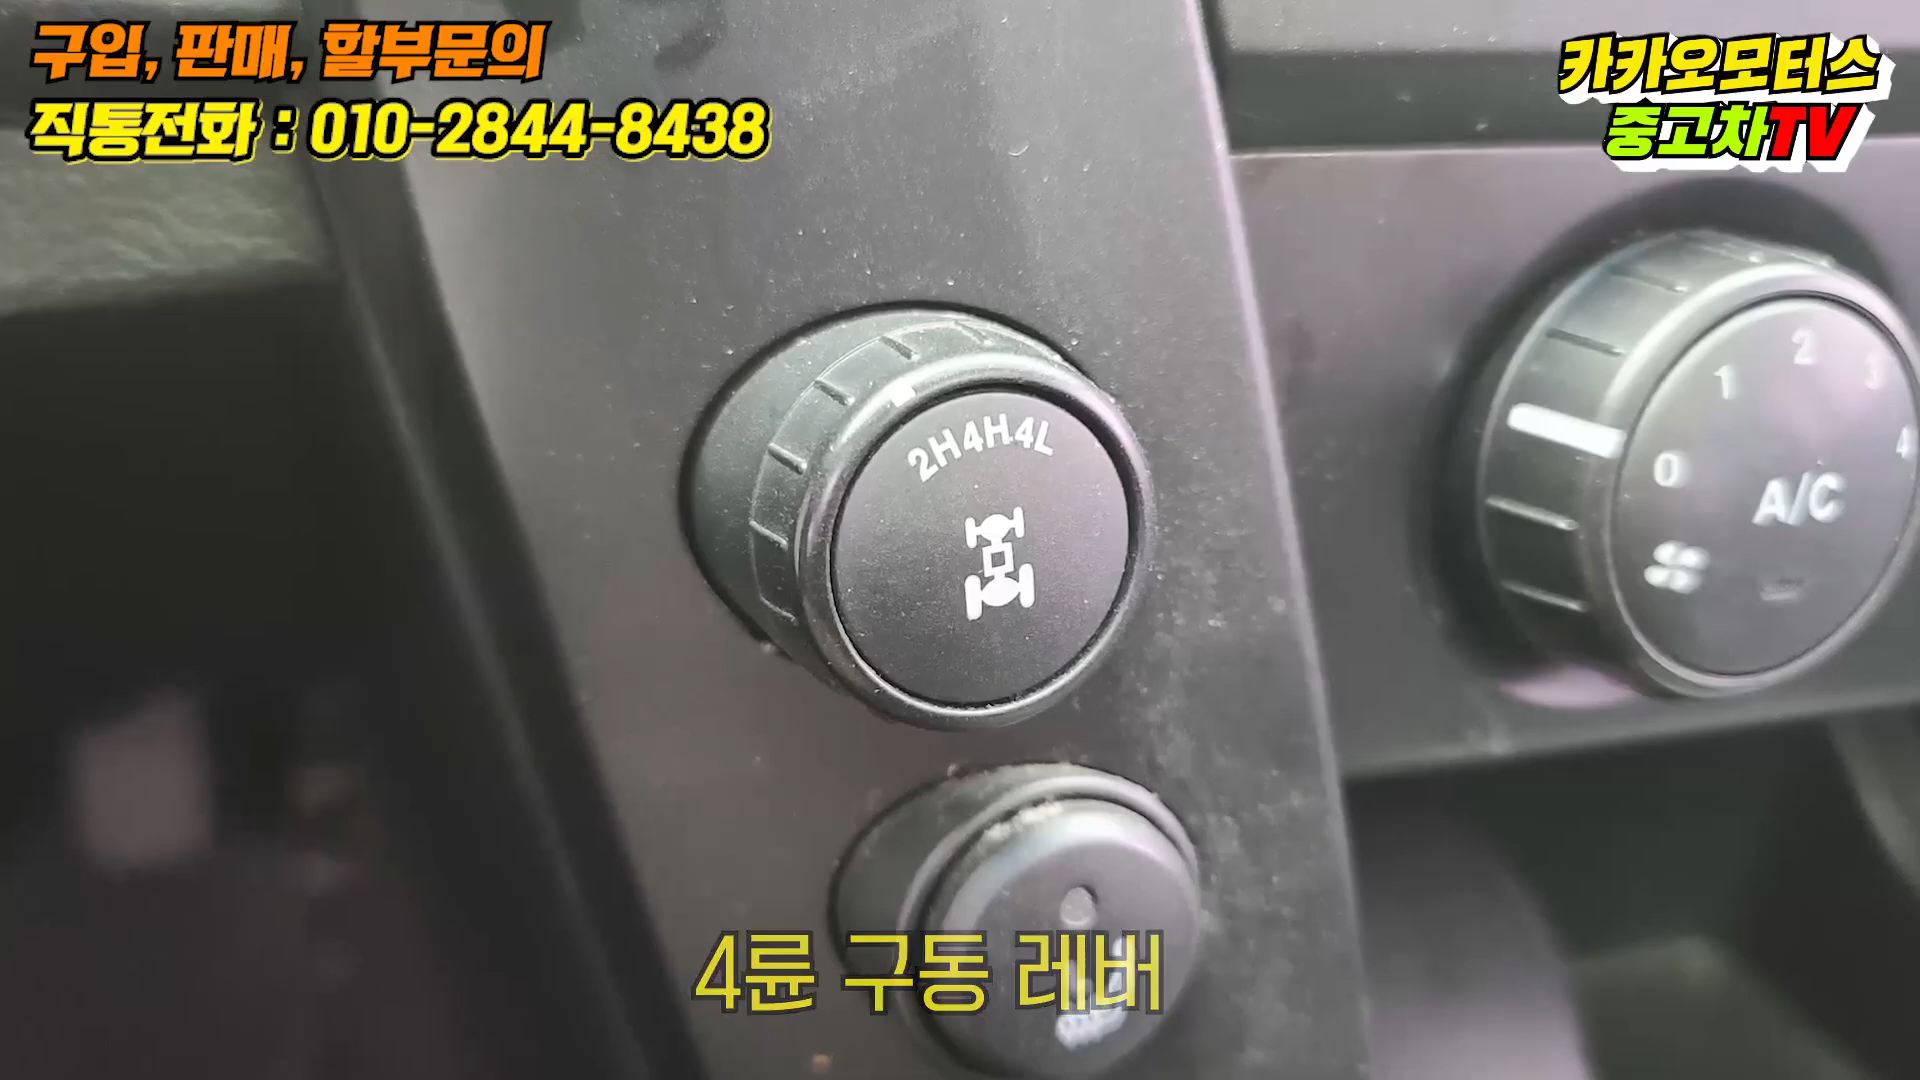 구입, 판매, 할부문의
직통전화 : 010-2844-8438
카카오모터스
중고차TV
2H 4H 4L
0 1 2 3 4
A/C
4륜 구동 레버